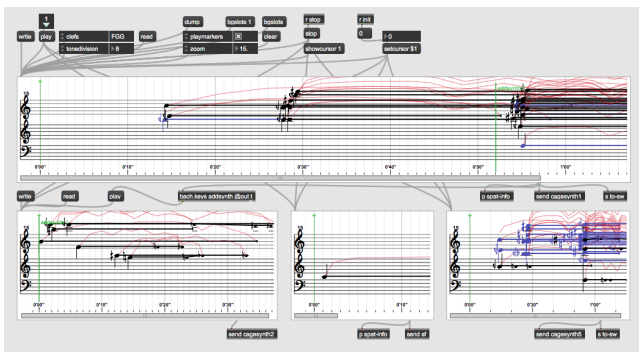 1
dump bgslots 1 bgslots r stop r init
write play clefs FGG read playmarkers clear stop 0 0
tonedivision 8 zoom 15. showcursor 1 setcursor $1
15
addsynth
0'00" 0'10" 0'20" 0'30" 0'40" 0'50" 1'00"
write read play bach.keys addsynth @out t p spat-info send cagesynth1 s to-sw
15
0'00" 0'10" 0'20" 0'30" 0'00" 0'10" 0'00" 0'30" 1'00"
send cagesynth2 p spat-info send sf send cagesynth5 s to-sw